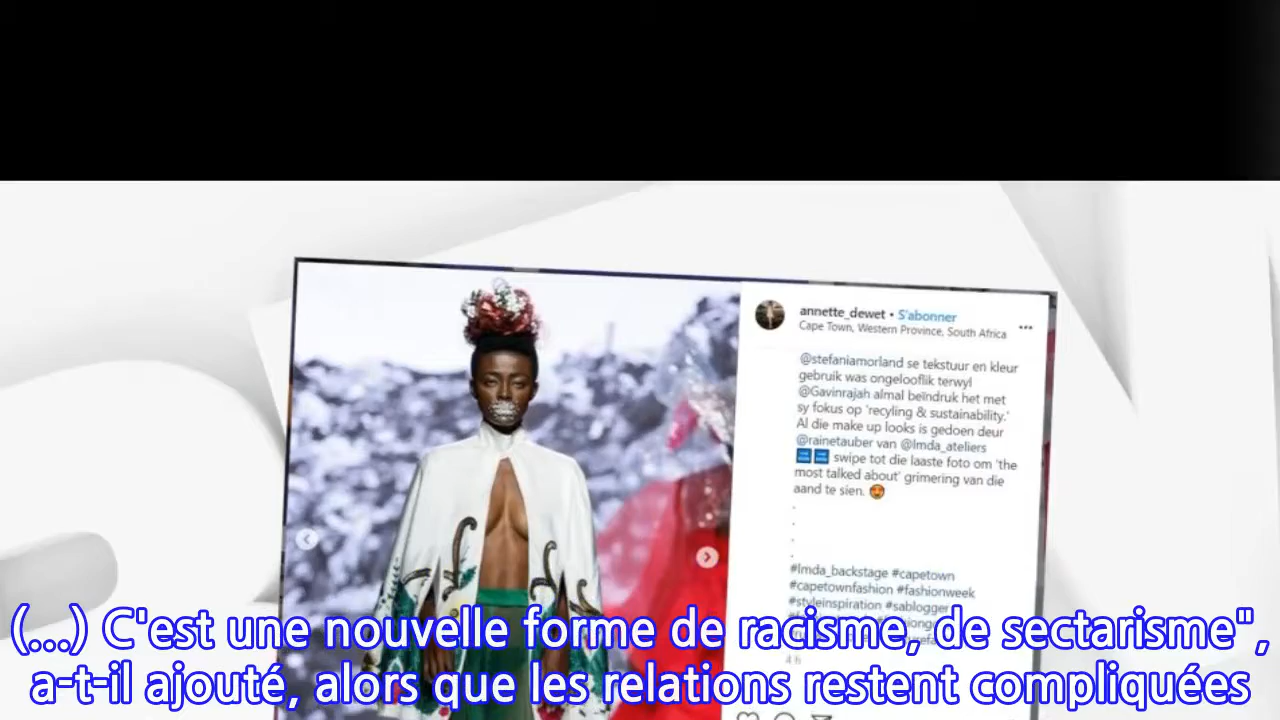 annette_dewet • S'abonner
Cape Town, Western Province, South Africa
@stefaniamorland se tekstuur en kleur
gebruik was ongelooflik terwyl
@Gavinrajah almal beïndruk het met
sy fokus op 'recyling & sustainability.'
Al die make up looks is gedoen deur
@rainetauber van @lmda_ateliers
swipe tot die laaste foto om 'the
most talked about' grimering van die
aand te sien.
#lmda_backstage #capetown
#capetownfashion #fashionweek
#styleinspiration #sablogger
4 h
(...) C'est une nouvelle forme de racisme, de sectarisme",
a-t-il ajouté, alors que les relations restent compliquées